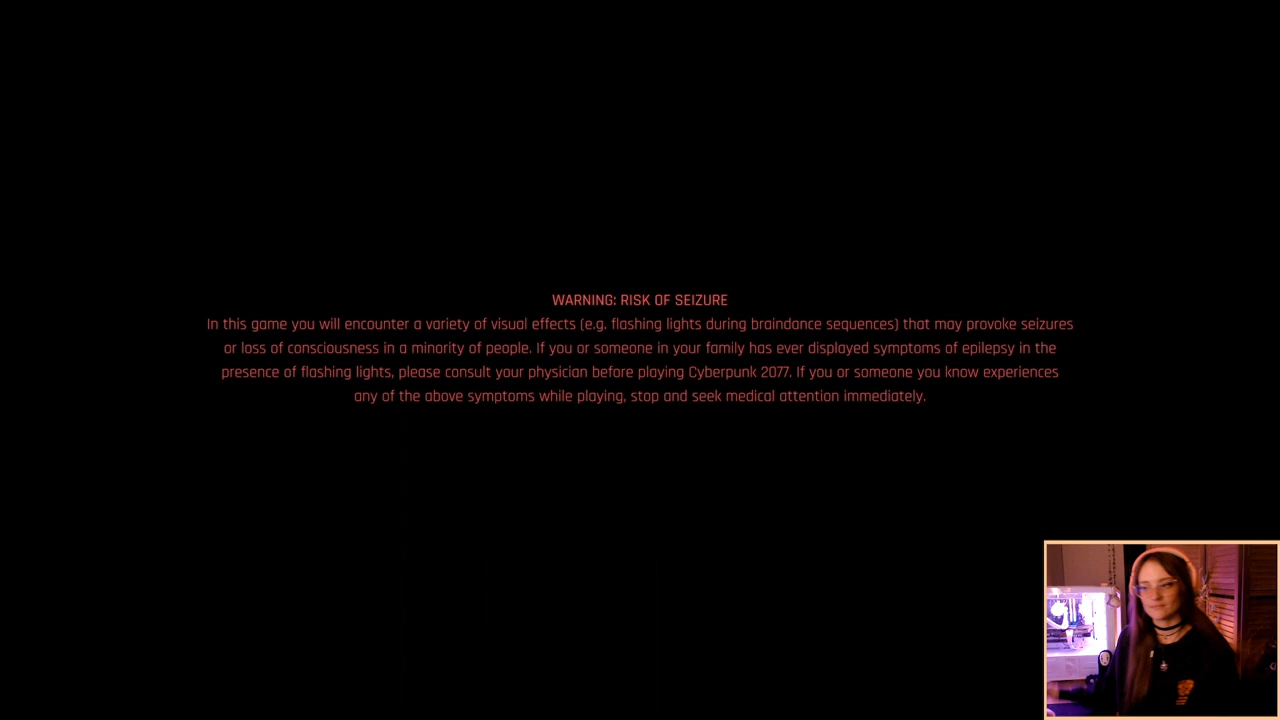 WARNING: RISK OF SEIZURE
In this game you will encounter a variety of visual effects (e.g. flashing lights during braindance sequences) that may provoke seizures
or loss of consciousness in a minority of people. If you or someone in your family has ever displayed symptoms of epilepsy in the
presence of flashing lights, please consult your physician before playing Cyberpunk 2077. If you or someone you know experiences
any of the above symptoms while playing, stop and seek medical attention immediately.